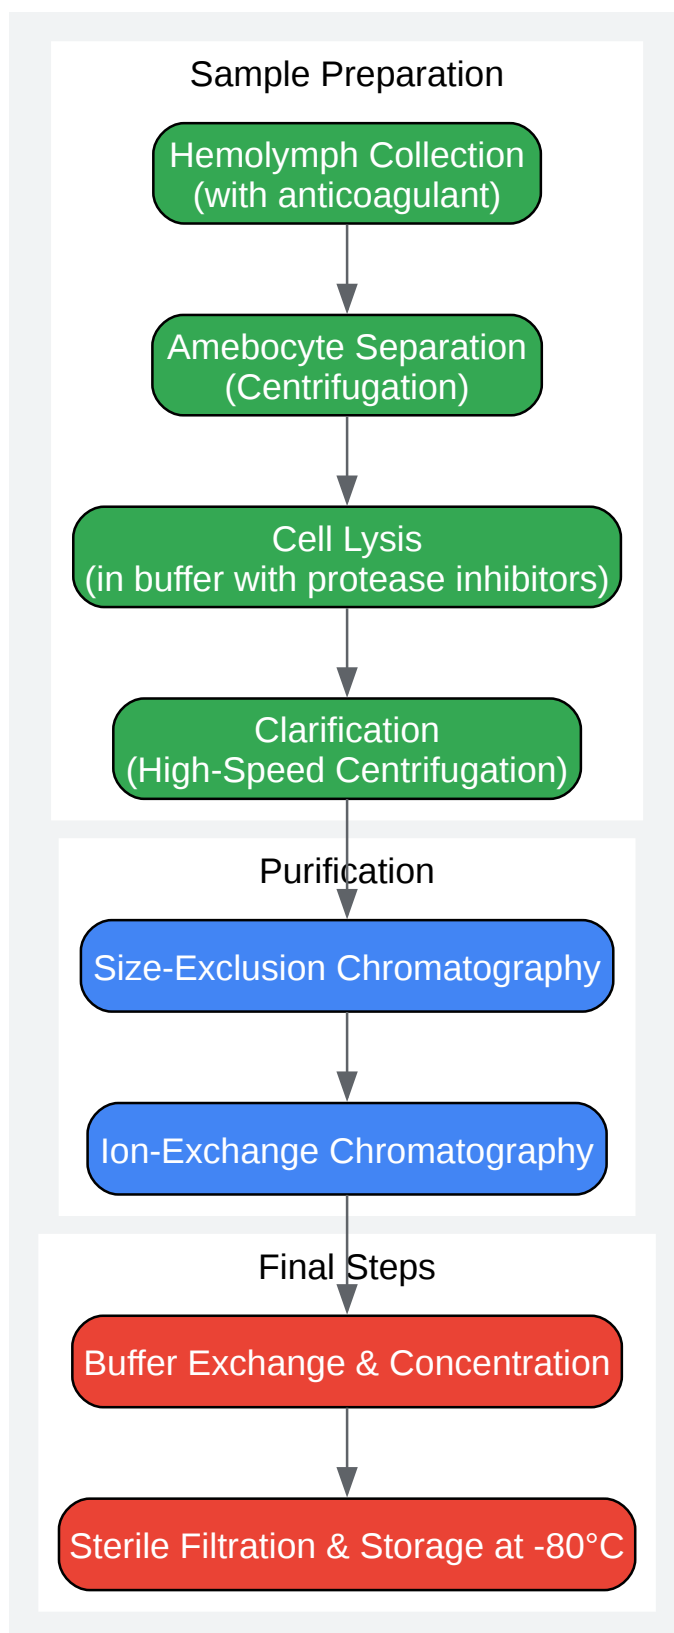 Sample Preparation
Hemolymph Collection
(with anticoagulant)
Amebocyte Separation
(Centrifugation)
Cell Lysis
(in buffer with protease inhibitors)
Clarification
(High-Speed Centrifugation)
Purification
Size-Exclusion Chromatography
Ion-Exchange Chromatography
Final Steps
Buffer Exchange & Concentration
Sterile Filtration & Storage at -80°C